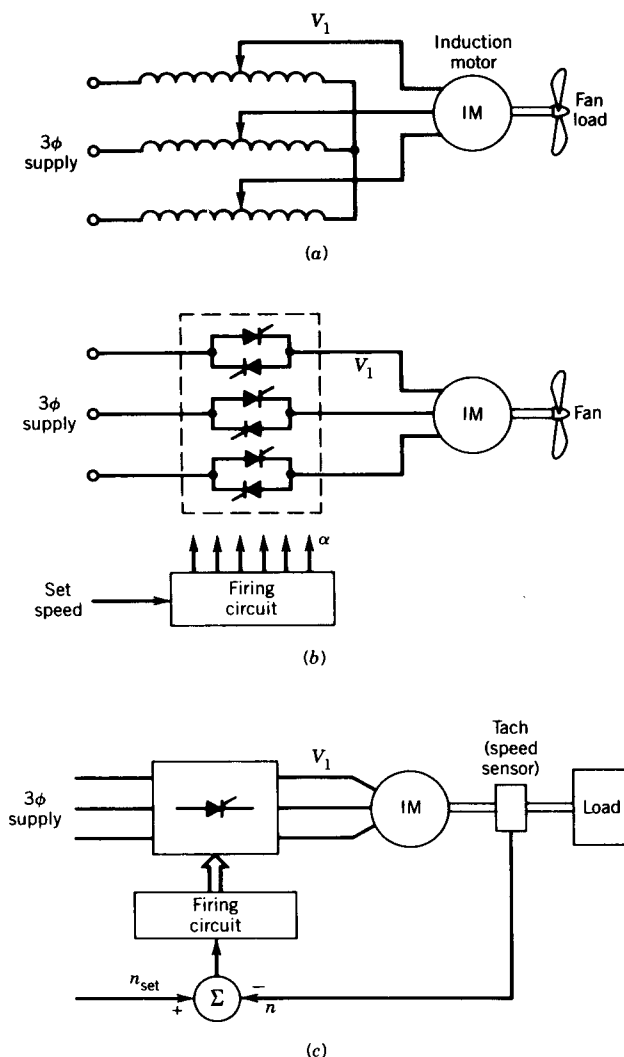 V1
Induction
motor
IM
Fan
load
3ϕ
supply
(a)
V1
3ϕ
supply
IM
Fan
α
Set
speed
Firing
circuit
(b)
Tach
(speed
sensor)
V1
3ϕ
supply
IM
Load
Firing
circuit
nset
+
Σ
−
n
(c)